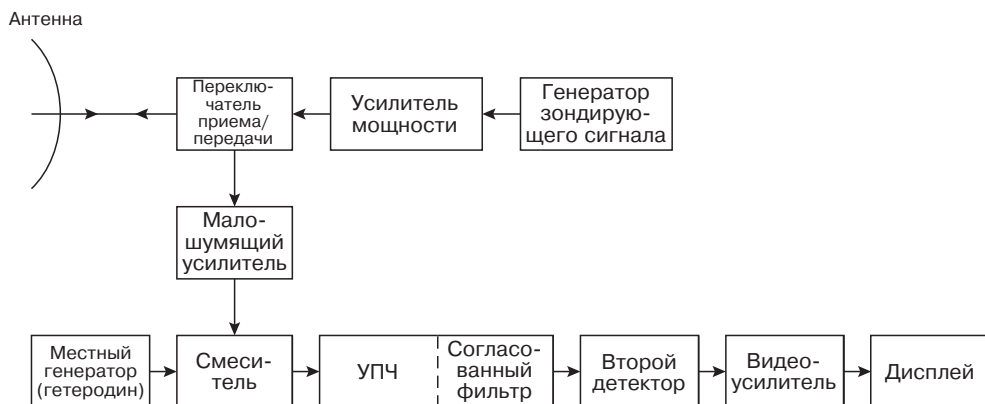 Антенна
Переклю-
чатель
приема/
передачи
Усилитель
мощности
Генератор
зондирую-
щего сигнала
Мало-
шумящий
усилитель
Местный
генератор
(гетеродин)
Смеси-
тель
УПЧ
Согласо-
ванный
фильтр
Второй
детектор
Видео-
усилитель
Дисплей